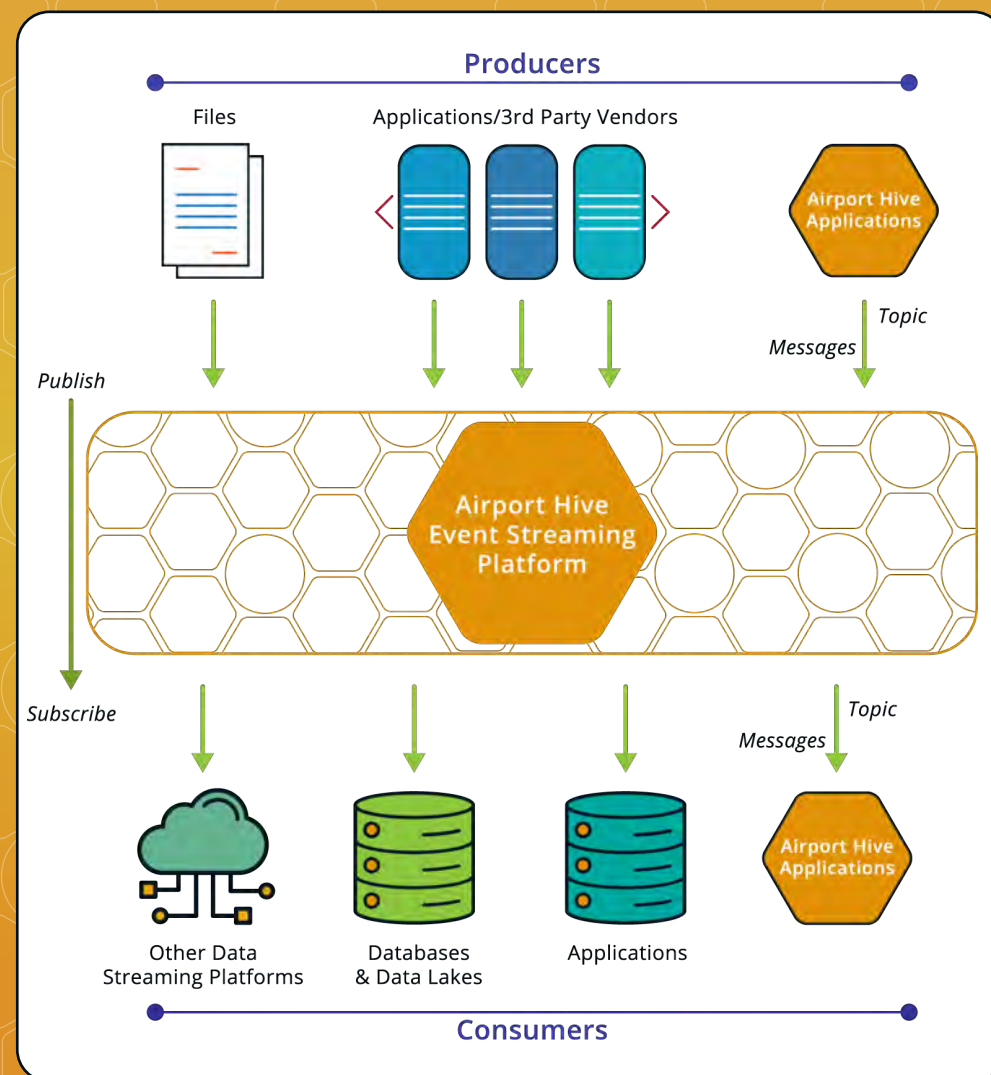 Producers
Files
Applications/3rd Party Vendors
Airport Hive
Applications
Topic
Messages
Publish
Airport Hive
Event Streaming
Platform
Subscribe
Topic
Messages
Airport Hive
Applications
Other Data
Streaming Platforms
Databases
& Data Lakes
Applications
Consumers